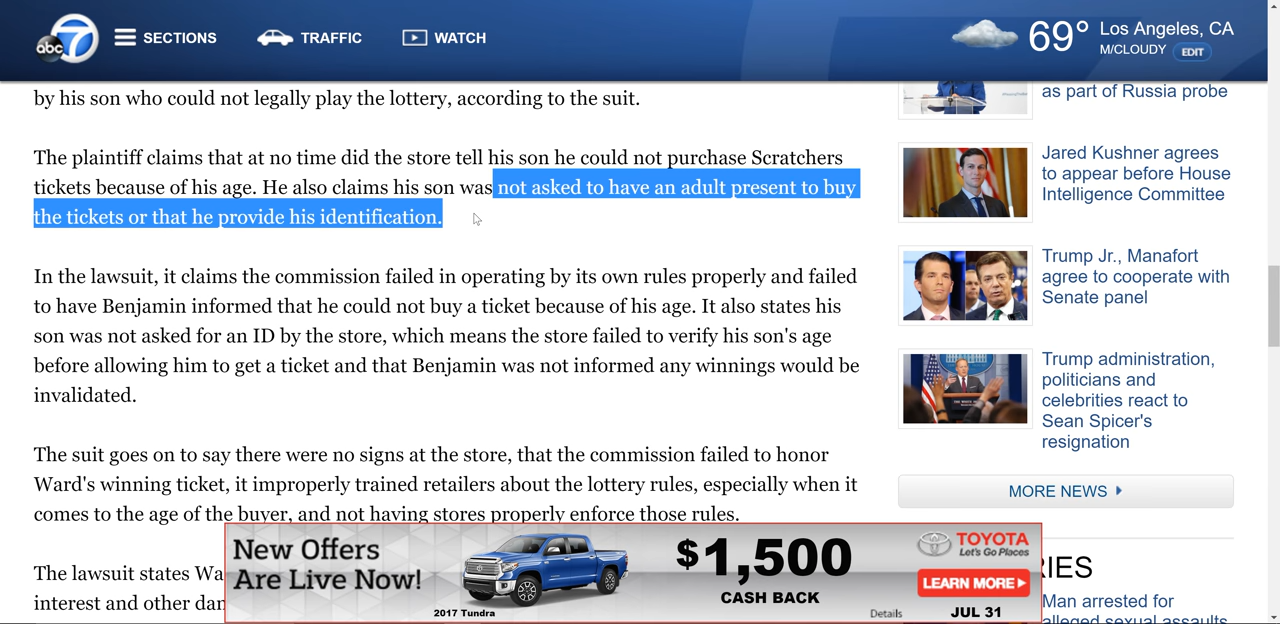 abc 7
SECTIONS
TRAFFIC
WATCH
69°
Los Angeles, CA
M/CLOUDY EDIT
by his son who could not legally play the lottery, according to the suit.
The plaintiff claims that at no time did the store tell his son he could not purchase Scratchers
tickets because of his age. He also claims his son was not asked to have an adult present to buy
the tickets or that he provide his identification.
In the lawsuit, it claims the commission failed in operating by its own rules properly and failed
to have Benjamin informed that he could not buy a ticket because of his age. It also states his
son was not asked for an ID by the store, which means the store failed to verify his son's age
before allowing him to get a ticket and that Benjamin was not informed any winnings would be
invalidated.
The suit goes on to say there were no signs at the store, that the commission failed to honor
Ward's winning ticket, it improperly trained retailers about the lottery rules, especially when it
comes to the age of the buyer, and not having stores properly enforce those rules.
The lawsuit states Wa
interest and other dan
as part of Russia probe
Jared Kushner agrees
to appear before House
Intelligence Committee
Trump Jr., Manafort
agree to cooperate with
Senate panel
Trump administration,
politicians and
celebrities react to
Sean Spicer's
resignation
MORE NEWS
RIES
Man arrested for
alleged sexual assaults
New Offers
Are Live Now!
2017 Tundra
$1,500
CASH BACK
Details
TOYOTA
Let's Go Places
LEARN MORE
JUL 31